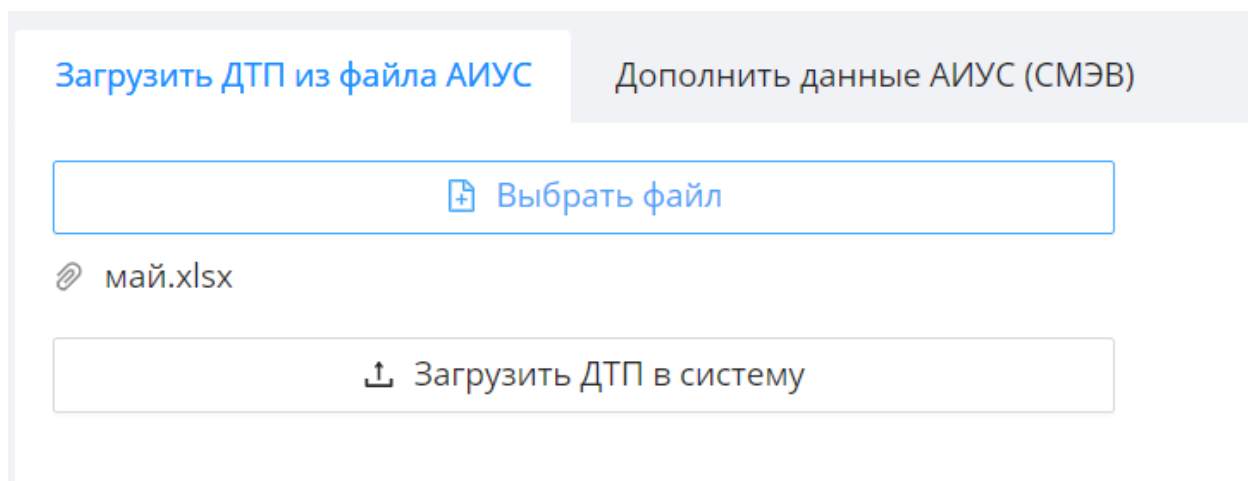 Загрузить ДТП из файла АИУС
Дополнить данные АИУС (СМЭВ)
Выбрать файл
май.xlsx
Загрузить ДТП в систему